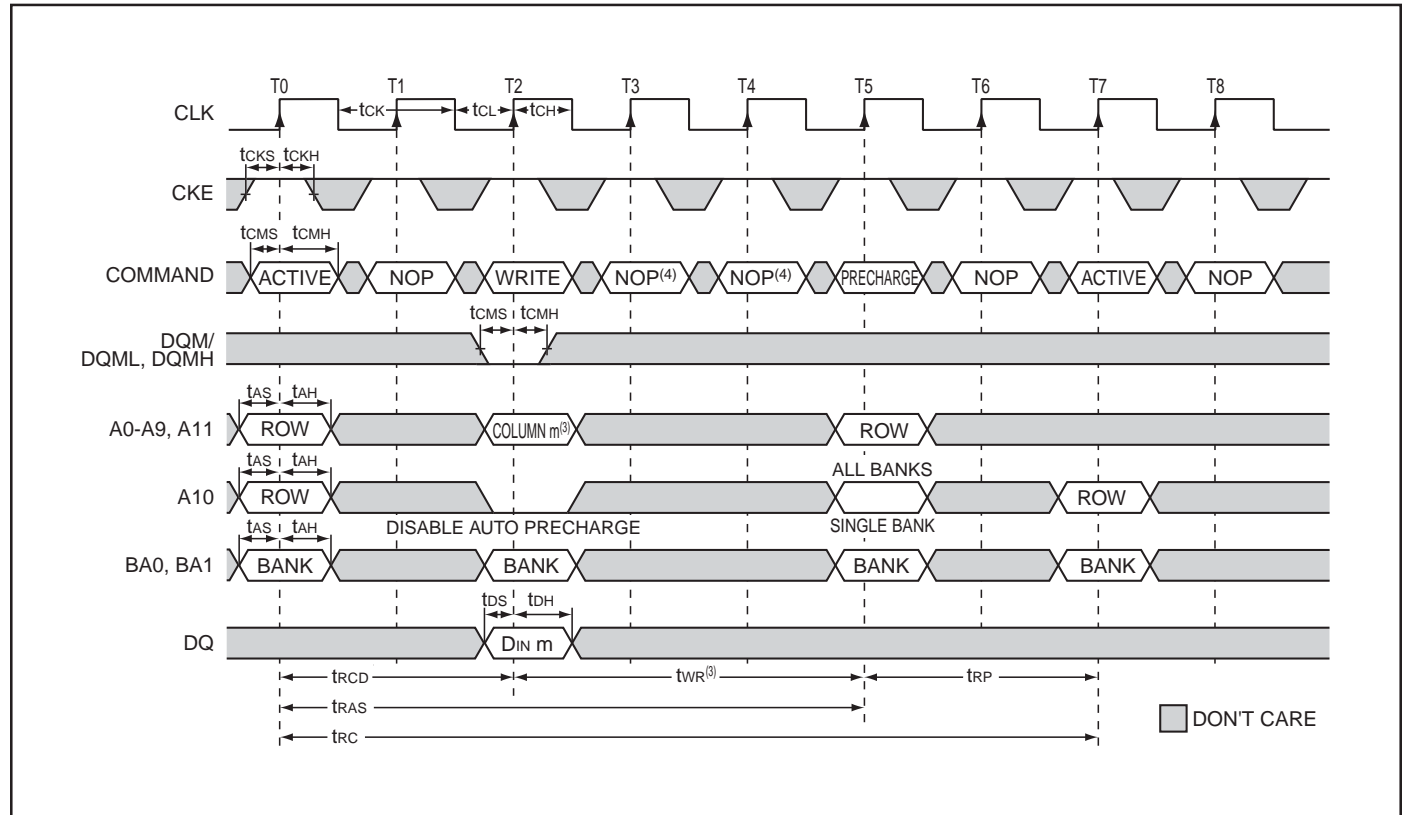 T0 T1 T2 T3 T4 T5 T6 T7 T8
CLK tCK tCL tCH
tCKS tCKH
CKE
tCMS tCMH
COMMAND ACTIVE NOP WRITE NOP(4) NOP(4) PRECHARGE NOP ACTIVE NOP
tCMS tCMH
DQM/
DQML, DQMH
tAS tAH
A0-A9, A11 ROW COLUMN m(3) ROW
tAS tAH ALL BANKS
A10 ROW ROW
tAS tAH DISABLE AUTO PRECHARGE SINGLE BANK
BA0, BA1 BANK BANK BANK BANK
tDS tDH
DQ DIN m
tRCD tWR(3) tRP
tRAS
DON'T CARE
tRC